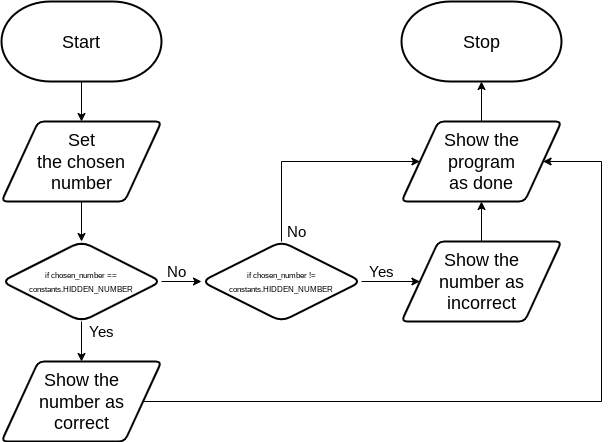 Start
Set
the chosen
number
if chosen_number ==
constants.HIDDEN_NUMBER
Yes
Show the
number as
correct
No
if chosen_number !=
constants.HIDDEN_NUMBER
No
Yes
Show the
number as
incorrect
Show the
program
as done
Stop